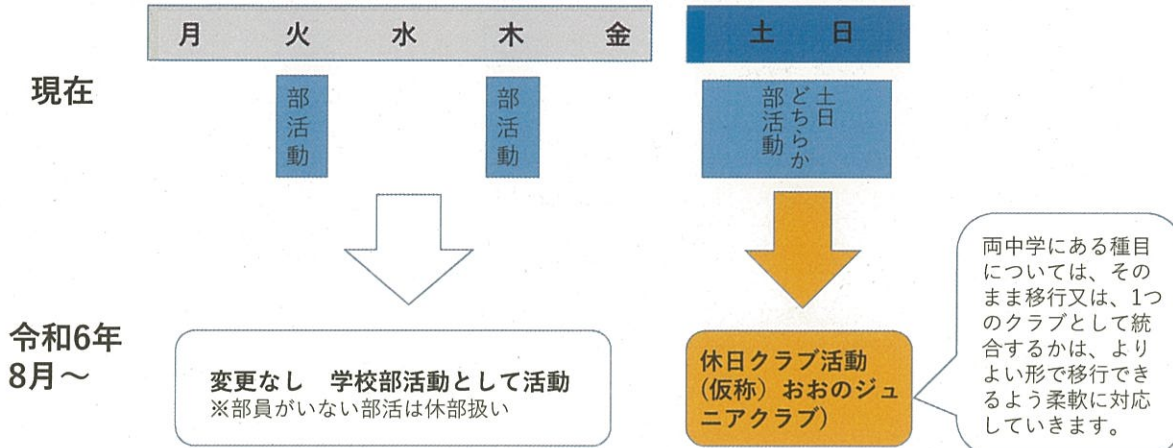 月 火 水 木 金
土 日
現在
部活動
部活動
土日
どちらか
部活動
令和6年
8月～
変更なし 学校部活動として活動
※部員がいない部活は休部扱い
休日クラブ活動
(仮称）おおのジュ
ニアクラブ）
両中学にある種目
については、その
まま移行又は、1つ
のクラブとして統
合するかは、より
よい形で移行でき
るよう柔軟に対応
していきます。